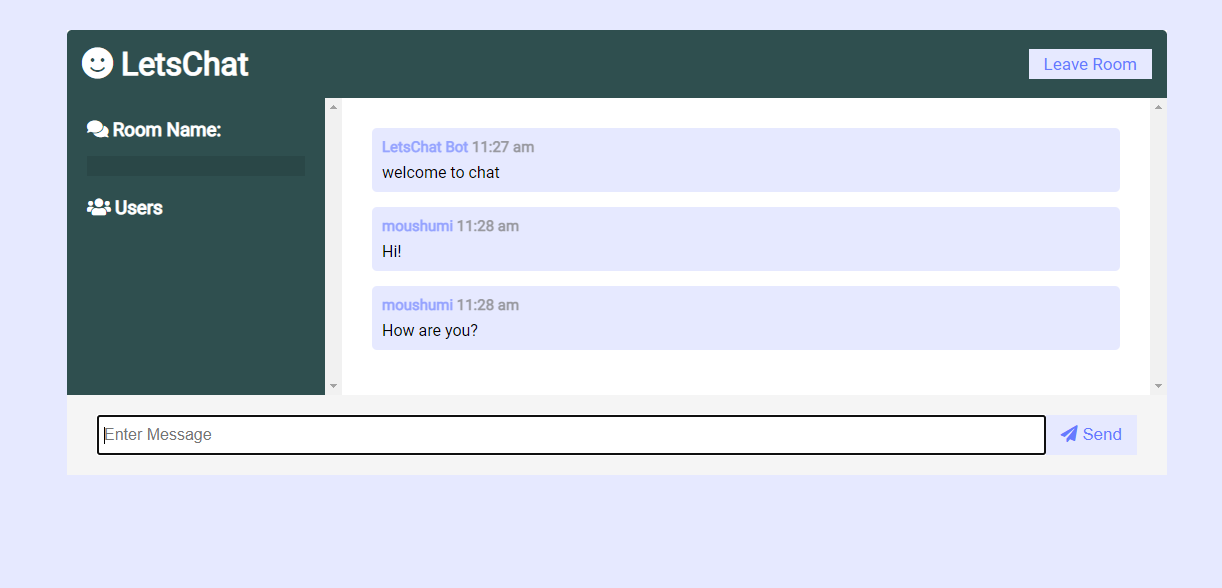 LetsChat
Leave Room
Room Name:
Users
LetsChat Bot 11:27 am
welcome to chat
moushumi 11:28 am
Hi!
moushumi 11:28 am
How are you?
Enter Message
Send